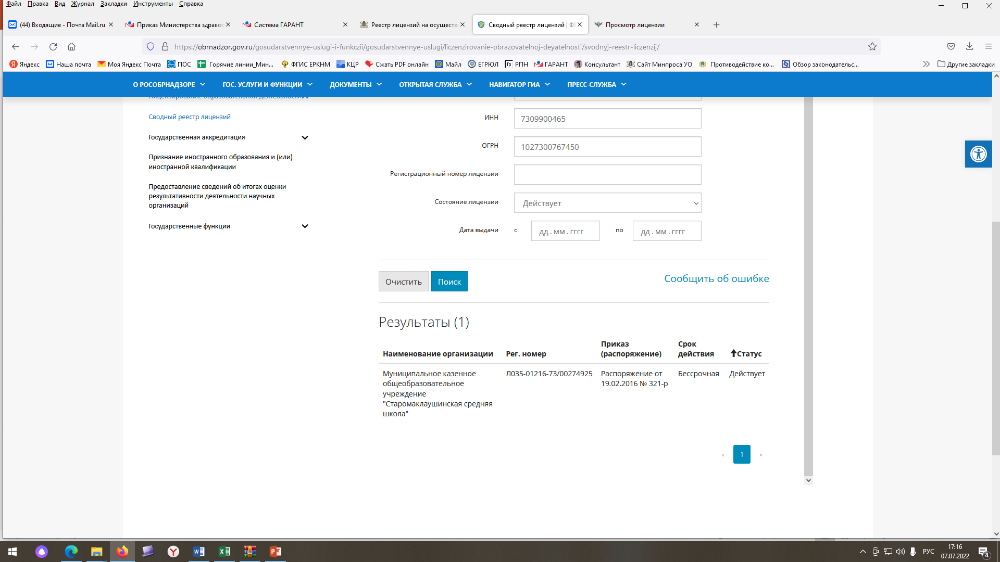 Файл Правка Вид Журнал Закладки Инструменты Справка
(44) Входящие - Почта Mail.ru
Приказ Министерства здравоо
Система ГАРАНТ
Реестр лицензий на осуществл
Сводный реестр лицензий | ФЕ
Просмотр лицензии
https://obrnadzor.gov.ru/gosudarstvennye-uslugi-i-funkczii/gosudarstvennye-uslugi/liczenzirovanie-obrazovatelnoj-deyatelnosti/svodnyj-reestr-liczenzij/
Яндекс Наша почта Моя Яндекс Почта ПОС Горячие линии_Мин... ФГИС ЕРКНМ КЦР Сжать PDF онлайн Майл ЕГРЮЛ РПН ГАРАНТ Консультант Сайт Минпроса УО Противодействие ко... Обзор законодательс... Другие закладки
О РОСОБРНАДЗОРЕ ГОС. УСЛУГИ И ФУНКЦИИ ДОКУМЕНТЫ ОТКРЫТАЯ СЛУЖБА НАВИГАТОР ГИА ПРЕСС-СЛУЖБА
Лицензирование образовательной деятельности
Сводный реестр лицензий
Государственная аккредитация
Признание иностранного образования и (или)
иностранной квалификации
Предоставление сведений об итогах оценки
результативности деятельности научных
организаций
Государственные функции
ИНН 7309900465
ОГРН 1027300767450
Регистрационный номер лицензии
Состояние лицензии Действует
Дата выдачи с дд.мм.гггг по дд.мм.гггг
Очистить Поиск Сообщить об ошибке
Результаты (1)
Наименование организации Рег. номер Приказ (распоряжение) Срок действия Статус
Муниципальное казенное Л035-01216-73/00274925 Распоряжение от Бессрочная Действует
общеобразовательное 19.02.2016 № 321-р
учреждение
"Старомаклаушинская средняя
школа"
« 1 »
РУС 17:16
07.07.2022
4